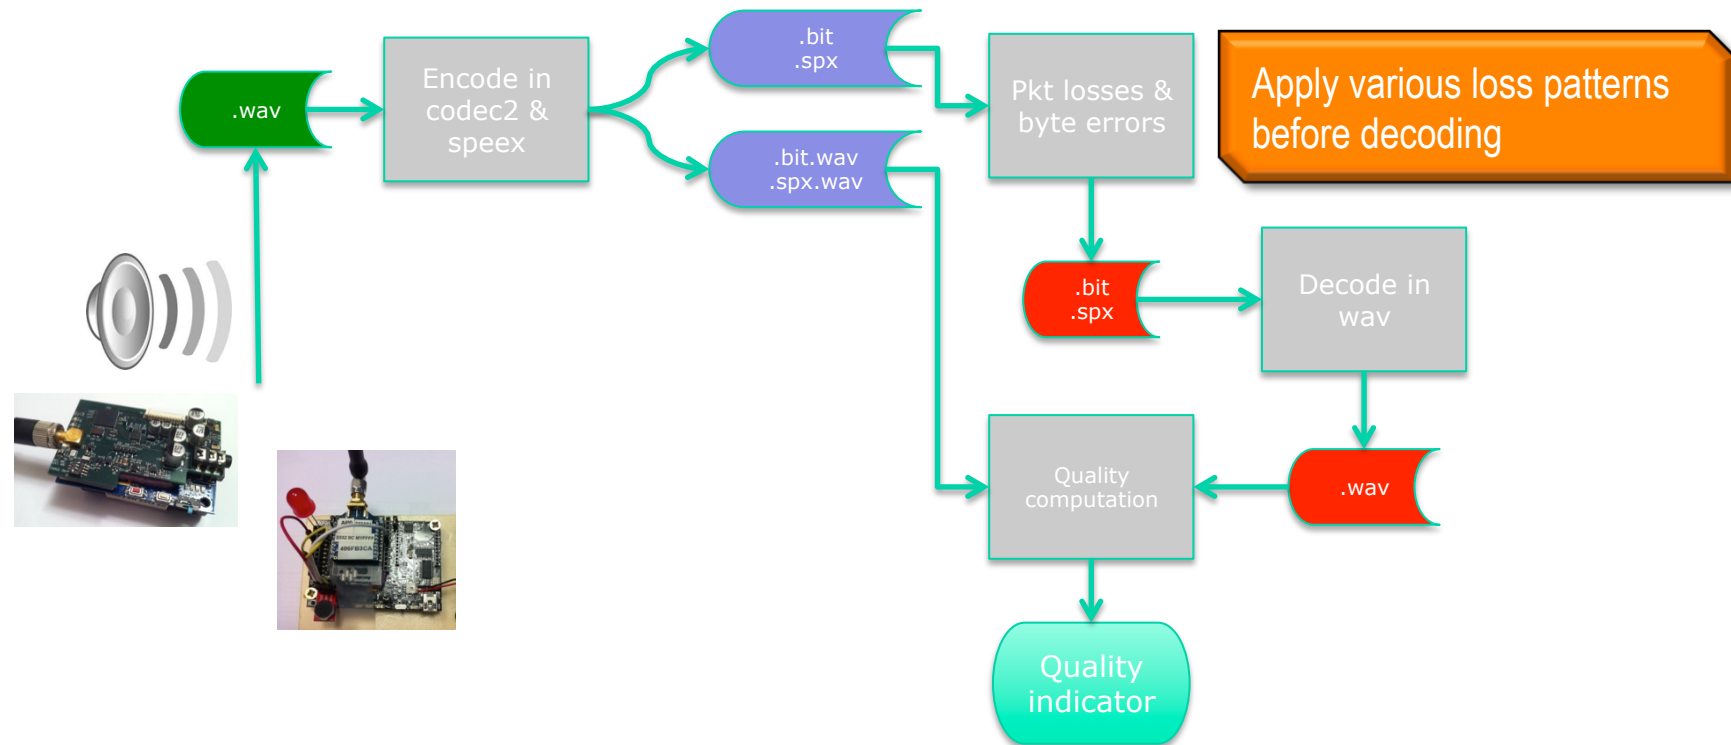 .wav
Encode in
codec2 &
speex
.bit
.spx
.bit.wav
.spx.wav
Pkt losses &
byte errors
Apply various loss patterns
before decoding
.bit
.spx
Decode in
wav
.wav
Quality
computation
Quality
indicator